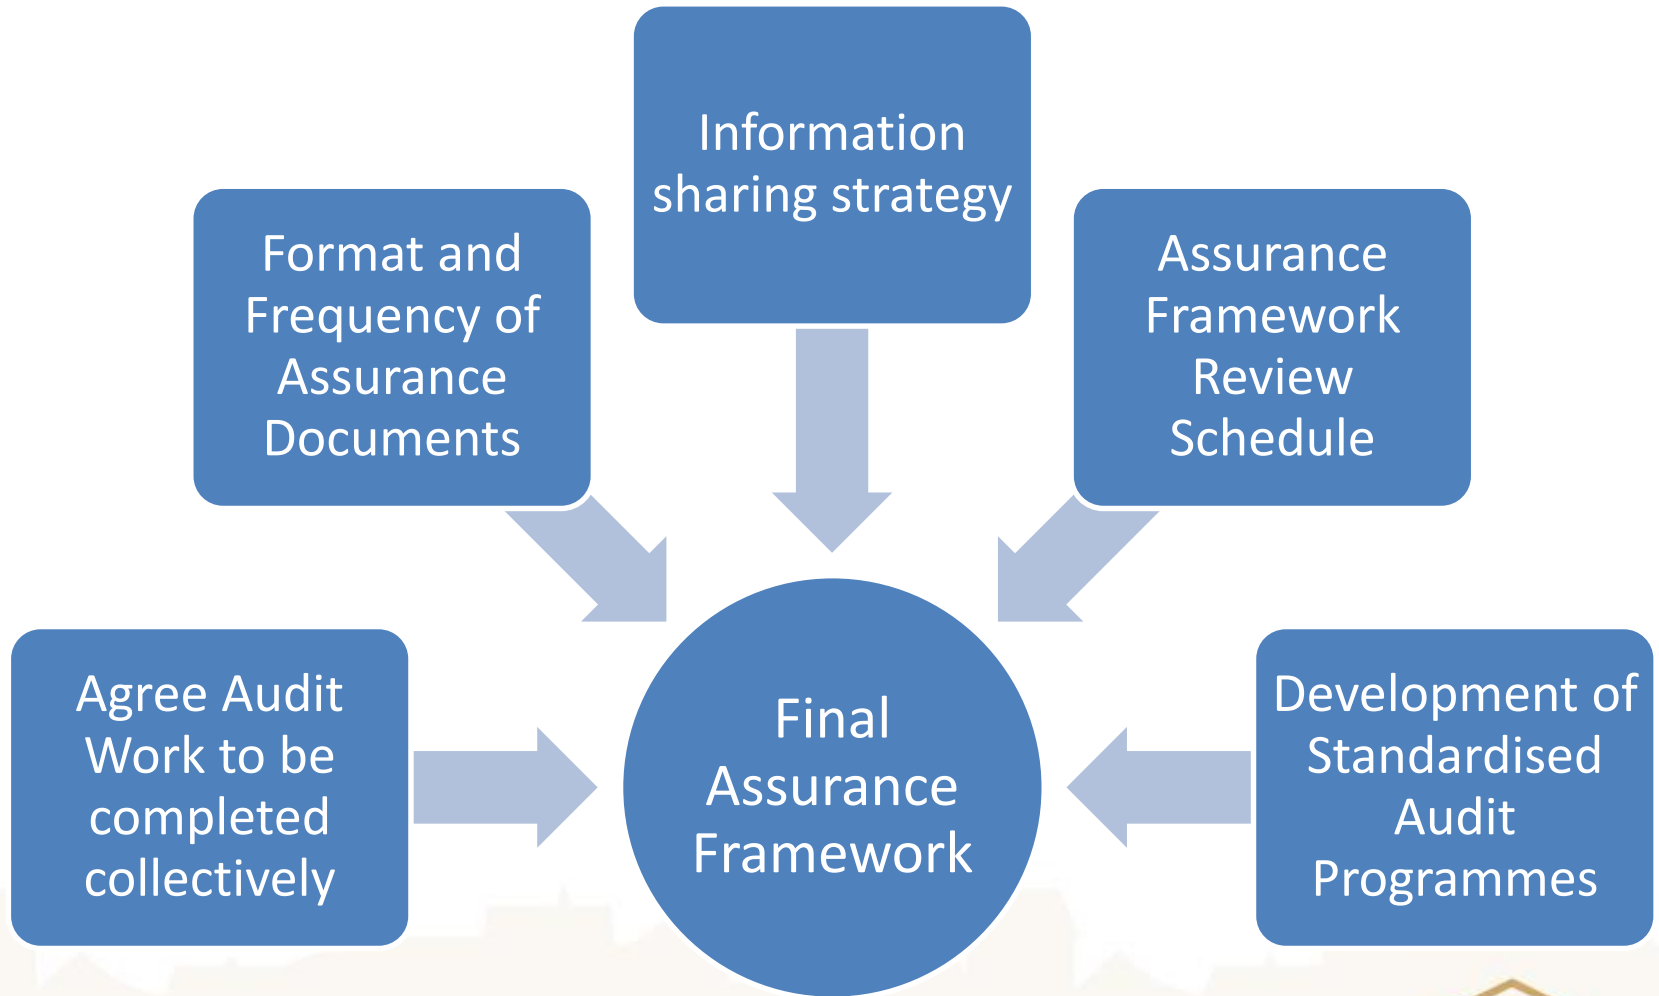 Information
sharing strategy
Format and
Frequency of
Assurance
Documents
Assurance
Framework
Review
Schedule
Agree Audit
Work to be
completed
collectively
Final
Assurance
Framework
Development of
Standardised
Audit
Programmes